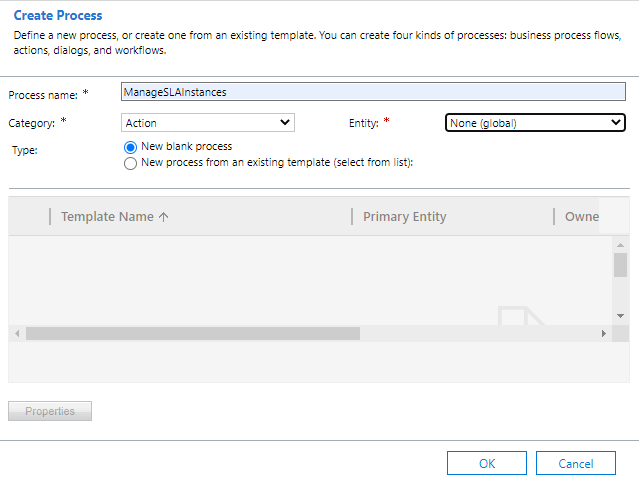 Create Process
Define a new process, or create one from an existing template. You can create four kinds of processes: business process flows,
actions, dialogs, and workflows.
Process name: * ManageSLAInstances
Category: * Action Entity: * None (global)
Type: New blank process
New process from an existing template (select from list):
Template Name ↑ Primary Entity Owne
Properties
OK Cancel